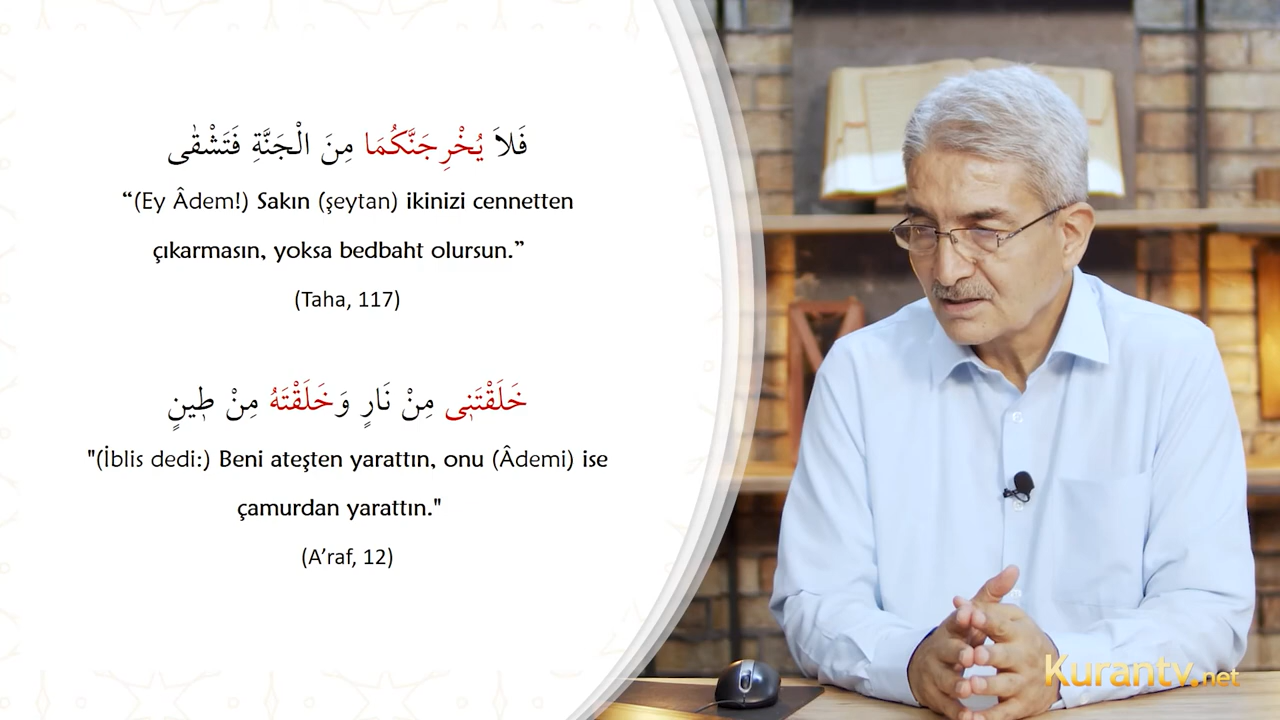 فَلاَ يُخْرِجَنَّكُمَا مِنَ الْجَنَّةِ فَتَشْقٰى
“(Ey Âdem!) Sakın (şeytan) ikinizi cennetten
çıkarmasın, yoksa bedbaht olursun.”
(Taha, 117)
خَلَقْتَنٖى مِنْ نَارٍ وَخَلَقْتَهُ مِنْ طٖينٍ
"(İblis dedi:) Beni ateşten yarattın, onu (Âdemi) ise
çamurdan yarattın."
(A’raf, 12)
Kurantv.net